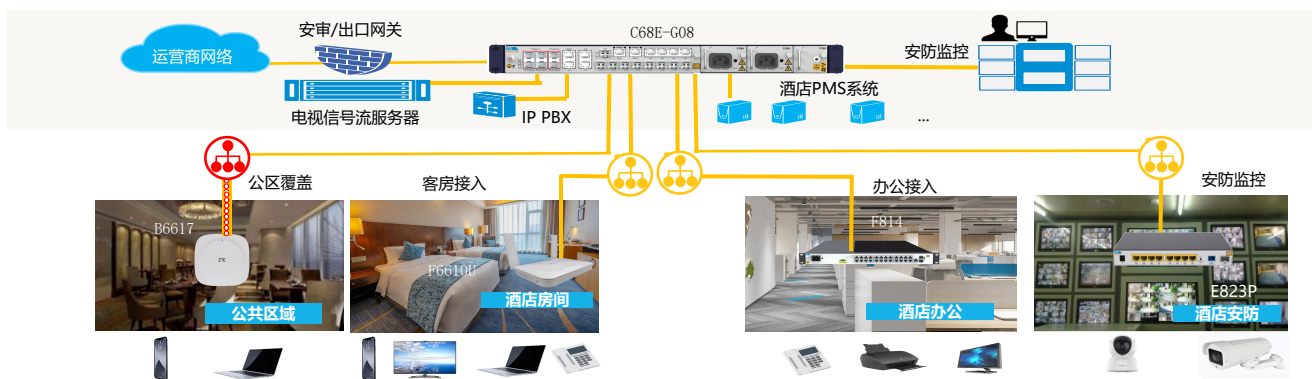 安审/出口网关
C68E-G08
运营商网络
安防监控
酒店PMS系统
电视信号流服务器
IP PBX
...
公区覆盖
客房接入
办公接入
安防监控
B6617
F6610U
F814
E823P
ZTE
公共区域
酒店房间
酒店办公
酒店安防